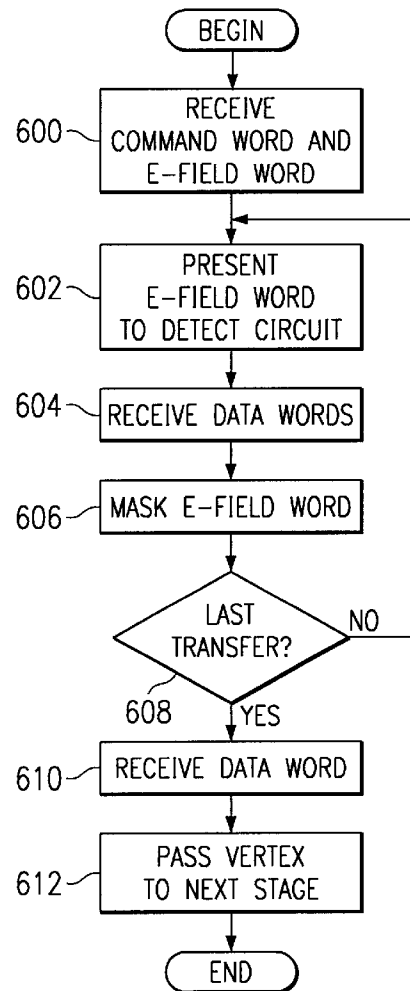 BEGIN
600
RECEIVE
COMMAND WORD AND
E-FIELD WORD
602
PRESENT
E-FIELD WORD
TO DETECT CIRCUIT
604
RECEIVE DATA WORDS
606
MASK E-FIELD WORD
LAST
TRANSFER?
NO
608
YES
610
RECEIVE DATA WORD
612
PASS VERTEX
TO NEXT STAGE
END